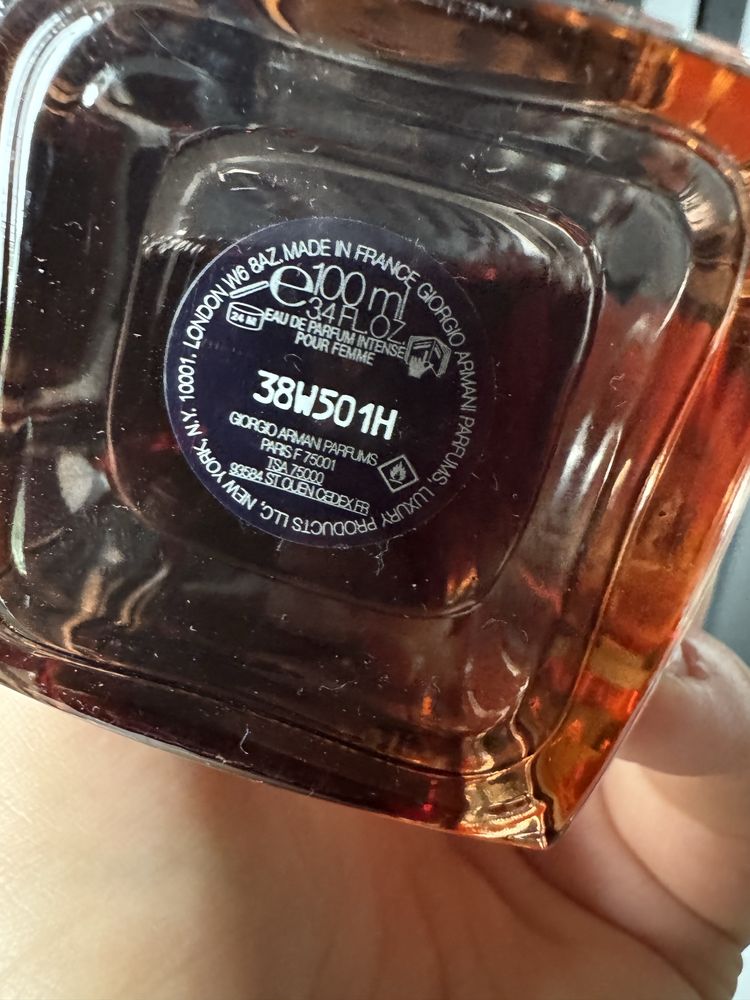 GIORGIO ARMANI PARFUMS, LUXURY PRODUCTS LLC, NEW YORK, N.Y. 10001. LONDON W6 8AZ. MADE IN FRANCE
e 100 ml
3.4 FL. OZ.
24 M
EAU DE PARFUM INTENSE
POUR FEMME
38W501H
GIORGIO ARMANI PARFUMS
PARIS F 75001
TSA 75000
93584 ST OUEN CEDEX FR